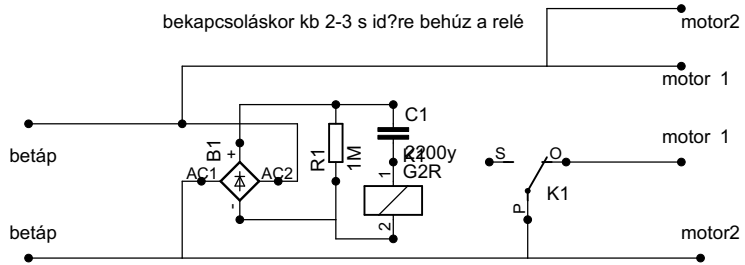 bekapcsoláskor kb 2-3 s id?re behúz a relé
motor2
motor 1
betáp
B1
+
AC1
AC2
-
R1
1M
C1
2200y
K1
G2R
1
2
S
O
P
K1
motor 1
betáp
motor2